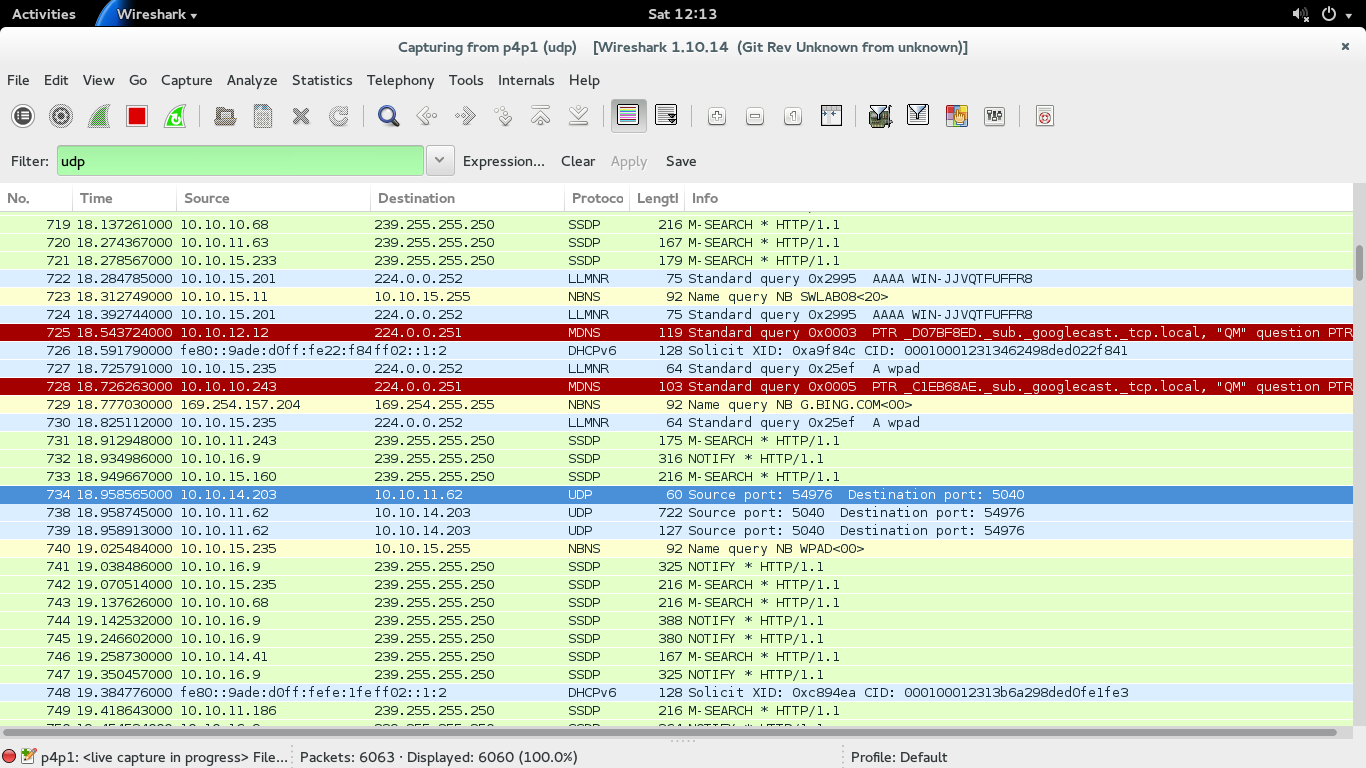 Activities Wireshark Sat 12:13
Capturing from p4p1 (udp) [Wireshark 1.10.14 (Git Rev Unknown from unknown)]
File Edit View Go Capture Analyze Statistics Telephony Tools Internals Help
Filter: udp Expression... Clear Apply Save
No. Time Source Destination Protoco Lengtl Info
719 18.137261000 10.10.10.68 239.255.255.250 SSDP 216 M-SEARCH * HTTP/1.1
720 18.274367000 10.10.11.63 239.255.255.250 SSDP 167 M-SEARCH * HTTP/1.1
721 18.278567000 10.10.15.233 239.255.255.250 SSDP 179 M-SEARCH * HTTP/1.1
722 18.284785000 10.10.15.201 224.0.0.252 LLMNR 75 Standard query 0x2995 AAAA WIN-JJVQTFUFFR8
723 18.312749000 10.10.15.11 10.10.15.255 NBNS 92 Name query NB SWLAB08<20>
724 18.392744000 10.10.15.201 224.0.0.252 LLMNR 75 Standard query 0x2995 AAAA WIN-JJVQTFUFFR8
725 18.543724000 10.10.12.12 224.0.0.251 MDNS 119 Standard query 0x0003 PTR _D07BF8ED._sub._googlecast._tcp.local, "QM" question PTR
726 18.591790000 fe80::9ade:d0ff:fe22:f84 ff02::1:2 DHCPv6 128 Solicit XID: 0xa9f84c CID: 000100012313462498ded022f841
727 18.725791000 10.10.15.235 224.0.0.252 LLMNR 64 Standard query 0x25ef A wpad
728 18.726263000 10.10.10.243 224.0.0.251 MDNS 103 Standard query 0x0005 PTR _C1EB68AE._sub._googlecast._tcp.local, "QM" question PTR
729 18.777030000 169.254.157.204 169.254.255.255 NBNS 92 Name query NB G.BING.COM<00>
730 18.825112000 10.10.15.235 224.0.0.252 LLMNR 64 Standard query 0x25ef A wpad
731 18.912948000 10.10.11.243 239.255.255.250 SSDP 175 M-SEARCH * HTTP/1.1
732 18.934986000 10.10.16.9 239.255.255.250 SSDP 316 NOTIFY * HTTP/1.1
733 18.949667000 10.10.15.160 239.255.255.250 SSDP 216 M-SEARCH * HTTP/1.1
734 18.958565000 10.10.14.203 10.10.11.62 UDP 60 Source port: 54976 Destination port: 5040
738 18.958745000 10.10.11.62 10.10.14.203 UDP 722 Source port: 5040 Destination port: 54976
739 18.958913000 10.10.11.62 10.10.14.203 UDP 127 Source port: 5040 Destination port: 54976
740 19.025484000 10.10.15.235 10.10.15.255 NBNS 92 Name query NB WPAD<00>
741 19.038486000 10.10.16.9 239.255.255.250 SSDP 325 NOTIFY * HTTP/1.1
742 19.070514000 10.10.15.235 239.255.255.250 SSDP 216 M-SEARCH * HTTP/1.1
743 19.137626000 10.10.10.68 239.255.255.250 SSDP 216 M-SEARCH * HTTP/1.1
744 19.142532000 10.10.16.9 239.255.255.250 SSDP 388 NOTIFY * HTTP/1.1
745 19.246602000 10.10.16.9 239.255.255.250 SSDP 380 NOTIFY * HTTP/1.1
746 19.258730000 10.10.14.41 239.255.255.250 SSDP 167 M-SEARCH * HTTP/1.1
747 19.350457000 10.10.16.9 239.255.255.250 SSDP 325 NOTIFY * HTTP/1.1
748 19.384776000 fe80::9ade:d0ff:fefe:1fe ff02::1:2 DHCPv6 128 Solicit XID: 0xc894ea CID: 000100012313b6a298ded0fe1fe3
749 19.418643000 10.10.11.186 239.255.255.250 SSDP 216 M-SEARCH * HTTP/1.1
p4p1: <live capture in progress> File... Packets: 6063 · Displayed: 6060 (100.0%) Profile: Default